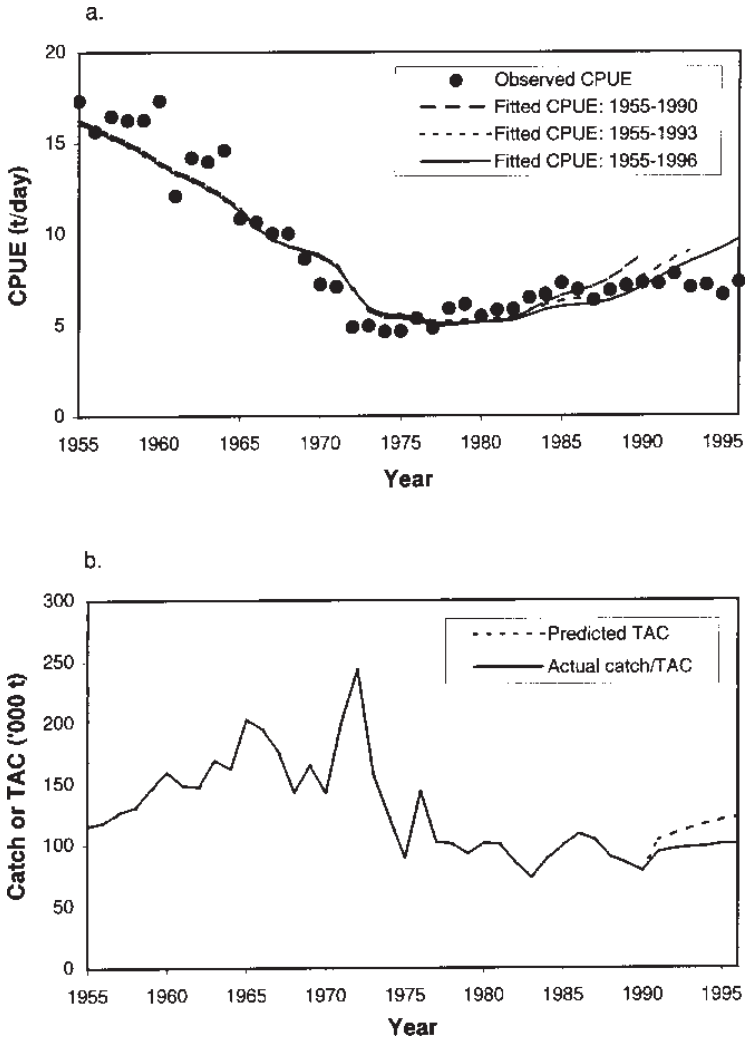 a.
20
15
10
5
0
CPUE (t/day)
Observed CPUE
Fitted CPUE: 1955-1990
Fitted CPUE: 1955-1993
Fitted CPUE: 1955-1996
1955 1960 1965 1970 1975 1980 1985 1990 1995
Year
b.
300
250
200
150
100
50
0
Catch or TAC ('000 t)
Predicted TAC
Actual catch/TAC
1955 1960 1965 1970 1975 1980 1985 1990 1995
Year